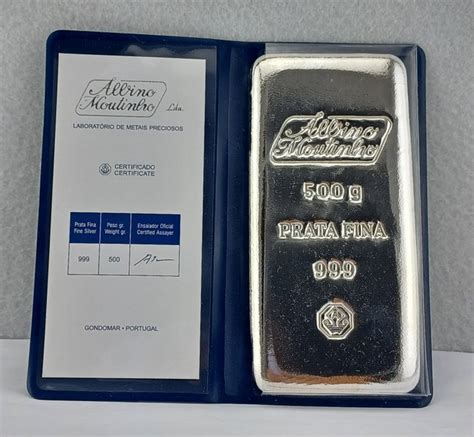 Albino
Moutinho
Lda.
LABORATÓRIO DE METAIS PRECIOSOS
CERTIFICADO
CERTIFICATE
Prata Fina
Fine Silver
Peso gr.
Weight gr.
Ensaiador Oficial
Certified Assayer
999
500
GONDOMAR • PORTUGAL
Albino
Moutinho
500g
PRATA FINA
999